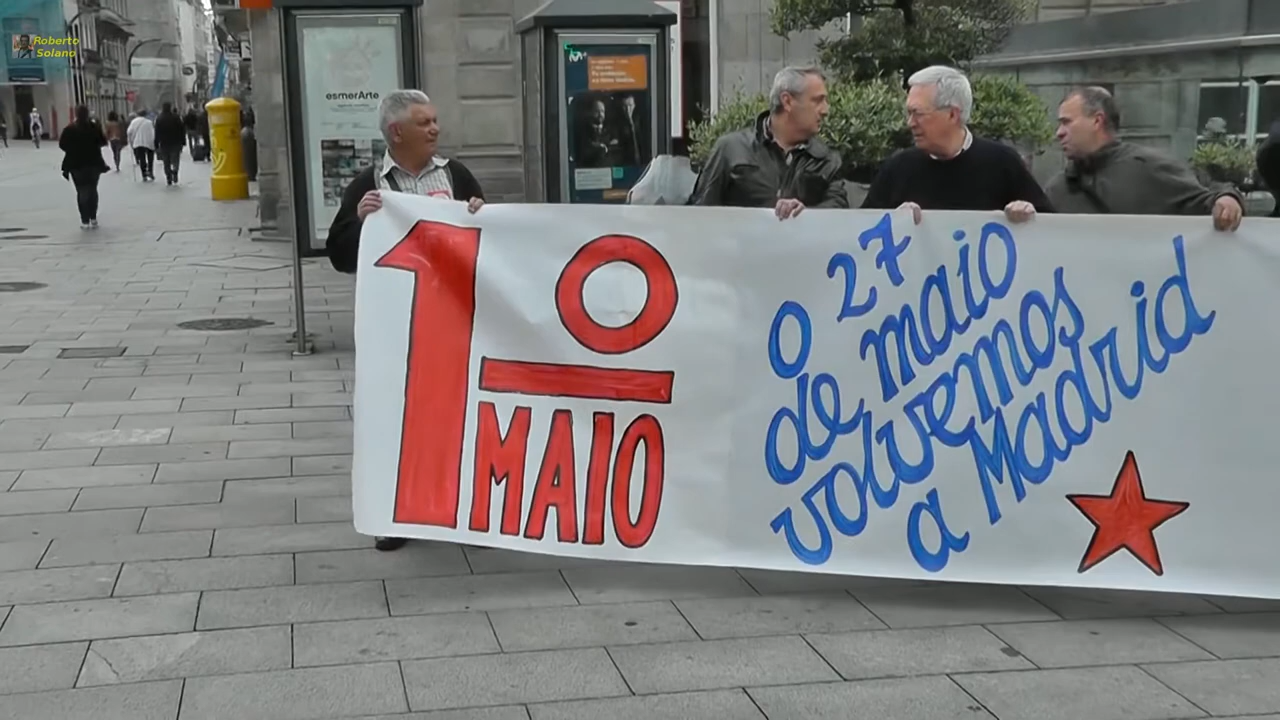 Roberto
Solano
esmerArte
1º
MAIO
O 27
de maio
volvemos
a Madrid